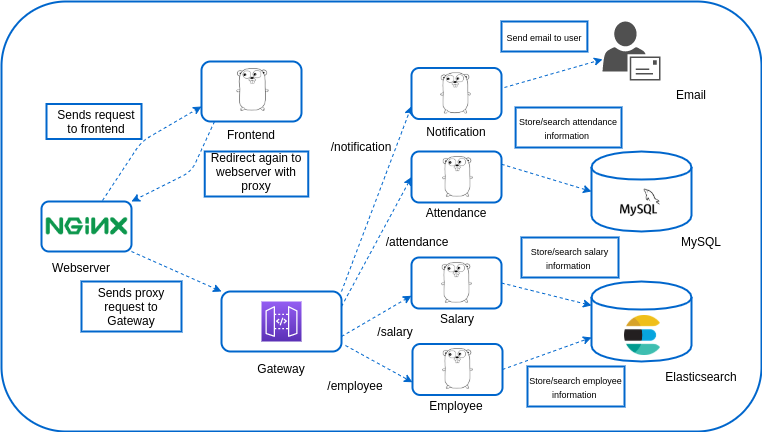 Send email to user
Email
Sends request
to frontend
Frontend
Notification
Store/search attendance
information
/notification
Redirect again to
webserver with
proxy
NGINX
Webserver
Attendance
MySQL
MySQL
/attendance
Store/search salary
information
Sends proxy
request to
Gateway
Gateway
Salary
/salary
Elasticsearch
/employee
Employee
Store/search employee
information